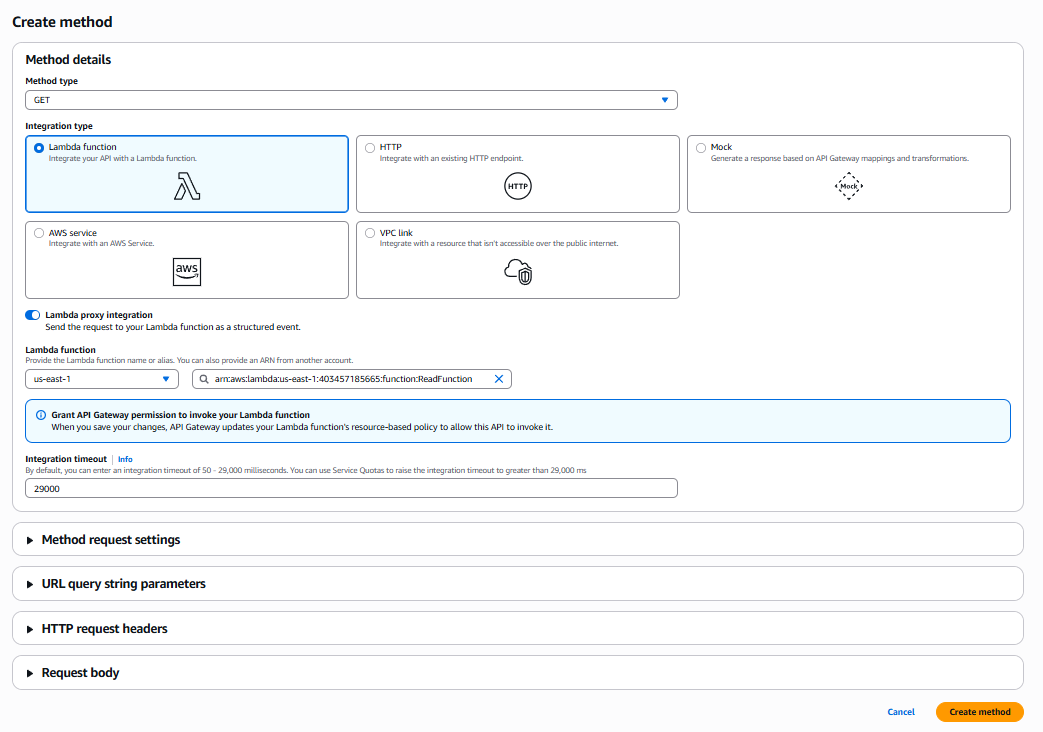 Create method
Method details
Method type
GET
Integration type
Lambda function
Integrate your API with a Lambda function.
HTTP
Integrate with an existing HTTP endpoint.
HTTP
Mock
Generate a response based on API Gateway mappings and transformations.
Mock
AWS service
Integrate with an AWS Service.
aws
VPC link
Integrate with a resource that isn't accessible over the public internet.
Lambda proxy integration
Send the request to your Lambda function as a structured event.
Lambda function
Provide the Lambda function name or alias. You can also provide an ARN from another account.
us-east-1
arn:aws:lambda:us-east-1:403457185665:function:ReadFunction
Grant API Gateway permission to invoke your Lambda function
When you save your changes, API Gateway updates your Lambda function's resource-based policy to allow this API to invoke it.
Integration timeout Info
By default, you can enter an integration timeout of 50 - 29,000 milliseconds. You can use Service Quotas to raise the integration timeout to greater than 29,000 ms
29000
Method request settings
URL query string parameters
HTTP request headers
Request body
Cancel
Create method